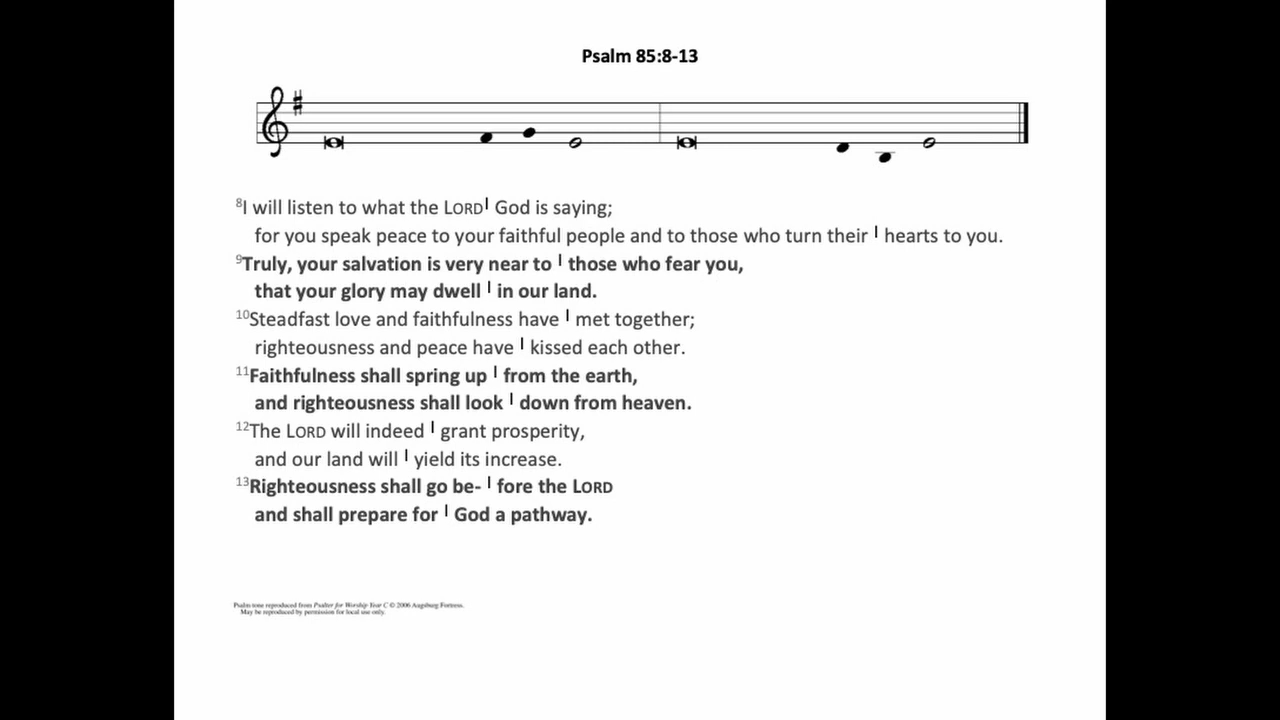 Psalm 85:8-13
⁸I will listen to what the LORD| God is saying;
for you speak peace to your faithful people and to those who turn their | hearts to you.
⁹Truly, your salvation is very near to | those who fear you,
that your glory may dwell | in our land.
¹⁰Steadfast love and faithfulness have | met together;
righteousness and peace have | kissed each other.
¹¹Faithfulness shall spring up | from the earth,
and righteousness shall look | down from heaven.
¹²The LORD will indeed | grant prosperity,
and our land will | yield its increase.
¹³Righteousness shall go be- | fore the LORD
and shall prepare for | God a pathway.
Psalm tone reproduced from Psalter for Worship Year C © 2006 Augsburg Fortress.
May be reproduced by permission for local use only.